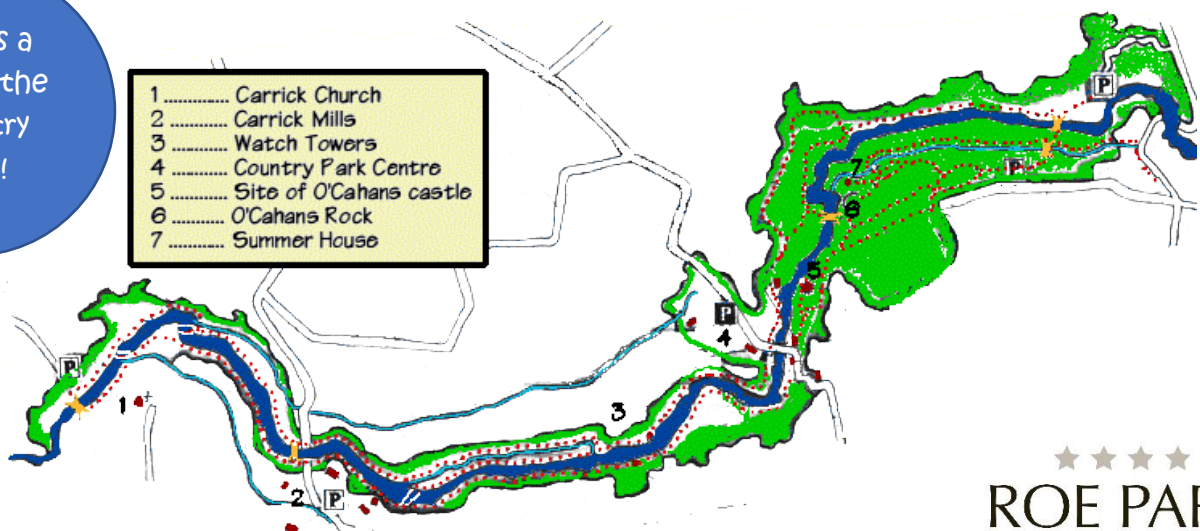 s a
the
!
1 ............. Carrick Church
2 ............. Carrick Mills
3 ............. Watch Towers
4 ............. Country Park Centre
5 ............. Site of O'Cahans castle
6 ............. O'Cahans Rock
7 ............. Summer House
P
P
7
6
5
P
4
P
1
3
2
P
ROE PAR